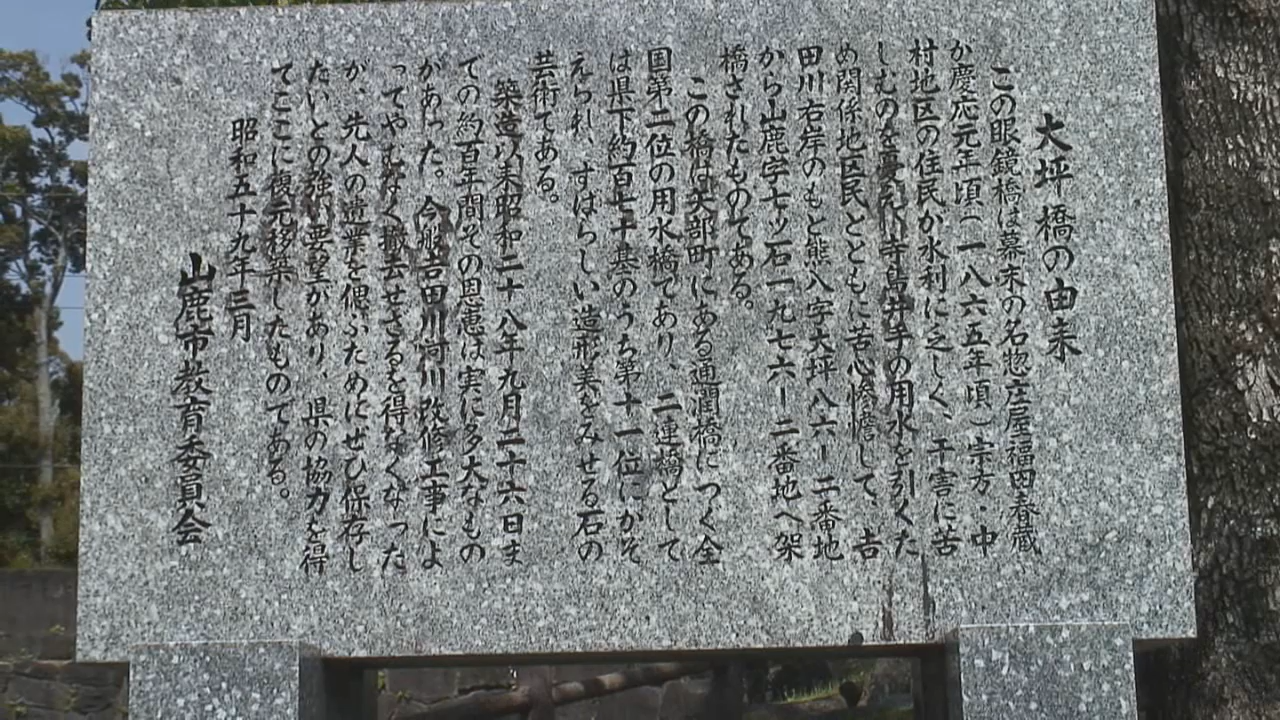 大坪橋の由来
この眼鏡橋は幕末の名惣庄屋福田春蔵
が慶応元年頃(一八六五年頃)宗方・中
村地区の住民が水利に乏しく、干害に苦
しむのを憂え、寺島井手の用水を引くた
め関係地区民とともに苦心惨憺して、吉
田川右岸のもと熊八字大坪八六ー二番地
から山鹿字七ッ石一九七六ー二番地へ架
橋されたものである。
この橋は矢部町にある通潤橋につぐ全
国第二位の用水橋であり、二連橋として
は県下約百七十基のうち第十一位にかぞ
えられ、すばらしい造形美をみせる石の
芸術である。
築造以来昭和二十八年九月二十六日ま
での約百年間その恩恵は実に多大なもの
があった。今般吉田川河川改修工事によ
ってやむなく撤去せざるを得なくなった
が、先人の遺業を偲ぶためにぜひ保存し
たいとの強い要望があり、県の協力を得
てここに復元移築したものである。
昭和五十九年三月
山鹿市教育委員会